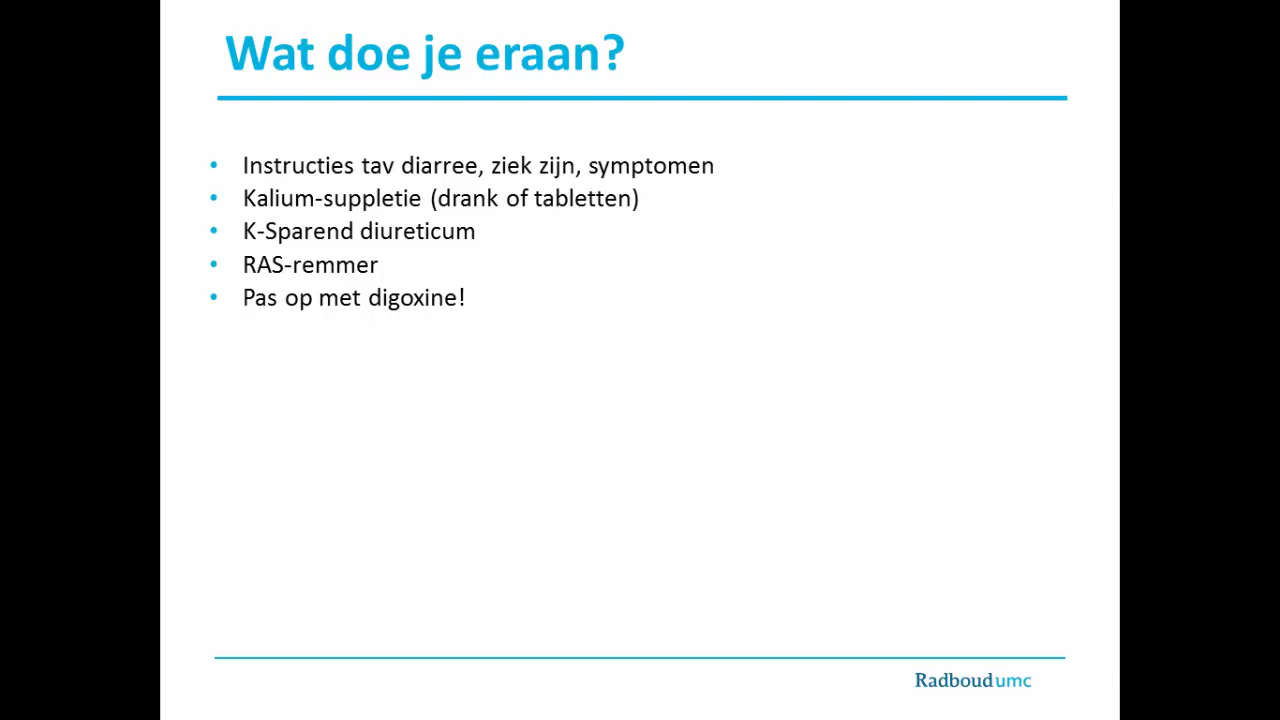 Wat doe je eraan?
• Instructies tav diarree, ziek zijn, symptomen
• Kalium-suppletie (drank of tabletten)
• K-Sparend diureticum
• RAS-remmer
• Pas op met digoxine!
Radboudumc